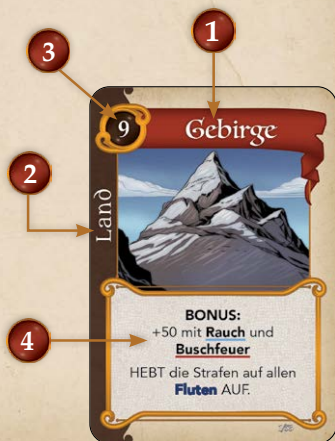 1
3
9
Gebirge
2
Land
4
BONUS:
+50 mit Rauch und
Buschfeuer
HEBT die Strafen auf allen
Fluten AUF.